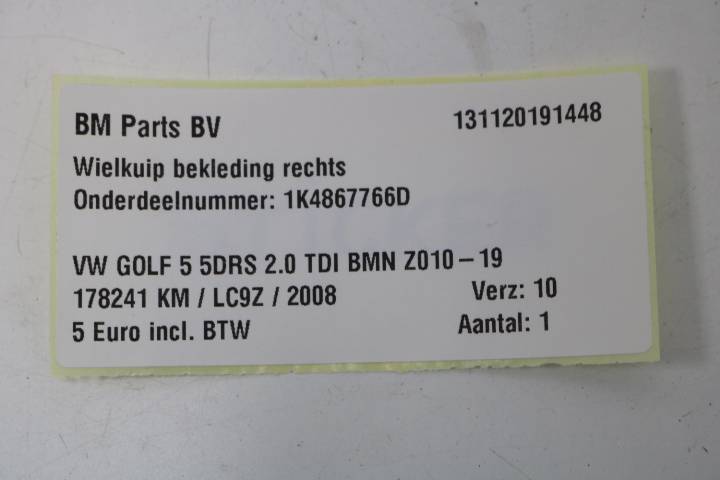 BM Parts BV 131120191448
Wielkuip bekleding rechts
Onderdeelnummer: 1K4867766D
VW GOLF 5 5DRS 2.0 TDI BMN Z010-19
178241 KM / LC9Z / 2008 Verz: 10
5 Euro incl. BTW Aantal: 1